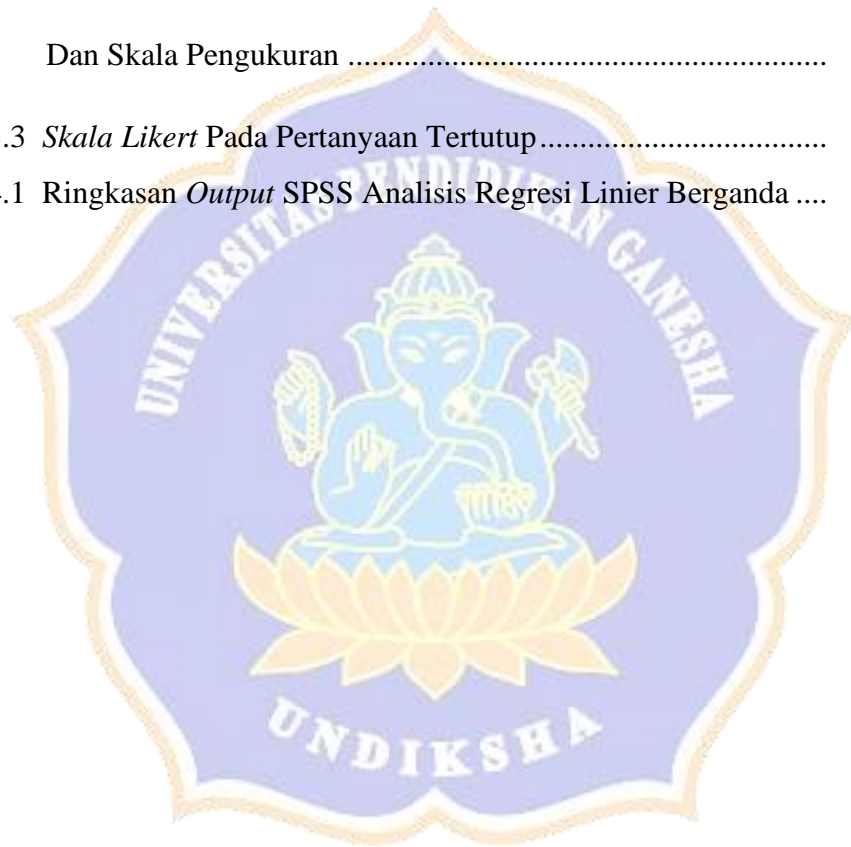 Dan Skala Pengukuran ............................................................
.3 Skala Likert Pada Pertanyaan Tertutup ....................................
.1 Ringkasan Output SPSS Analisis Regresi Linier Berganda ....
UNIVERSITAS PENDIDIKAN GANESHA
UNDIKSHA